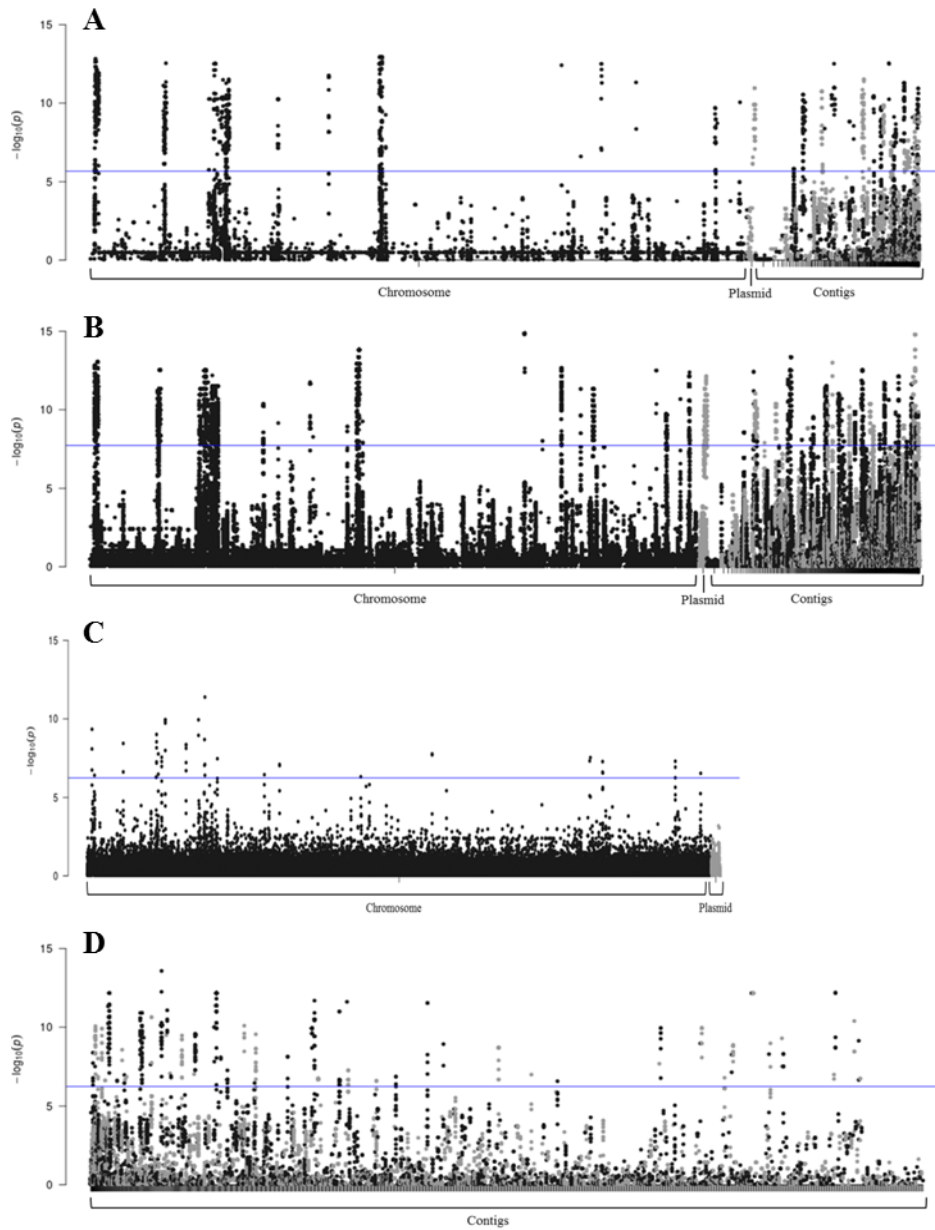 A
15
10
5
0
−log₁₀(p)
Chromosome
Plasmid
Contigs
B
15
10
5
0
−log₁₀(p)
Chromosome
Plasmid
Contigs
C
15
10
5
0
−log₁₀(p)
Chromosome
Plasmid
D
15
10
5
0
−log₁₀(p)
Contigs